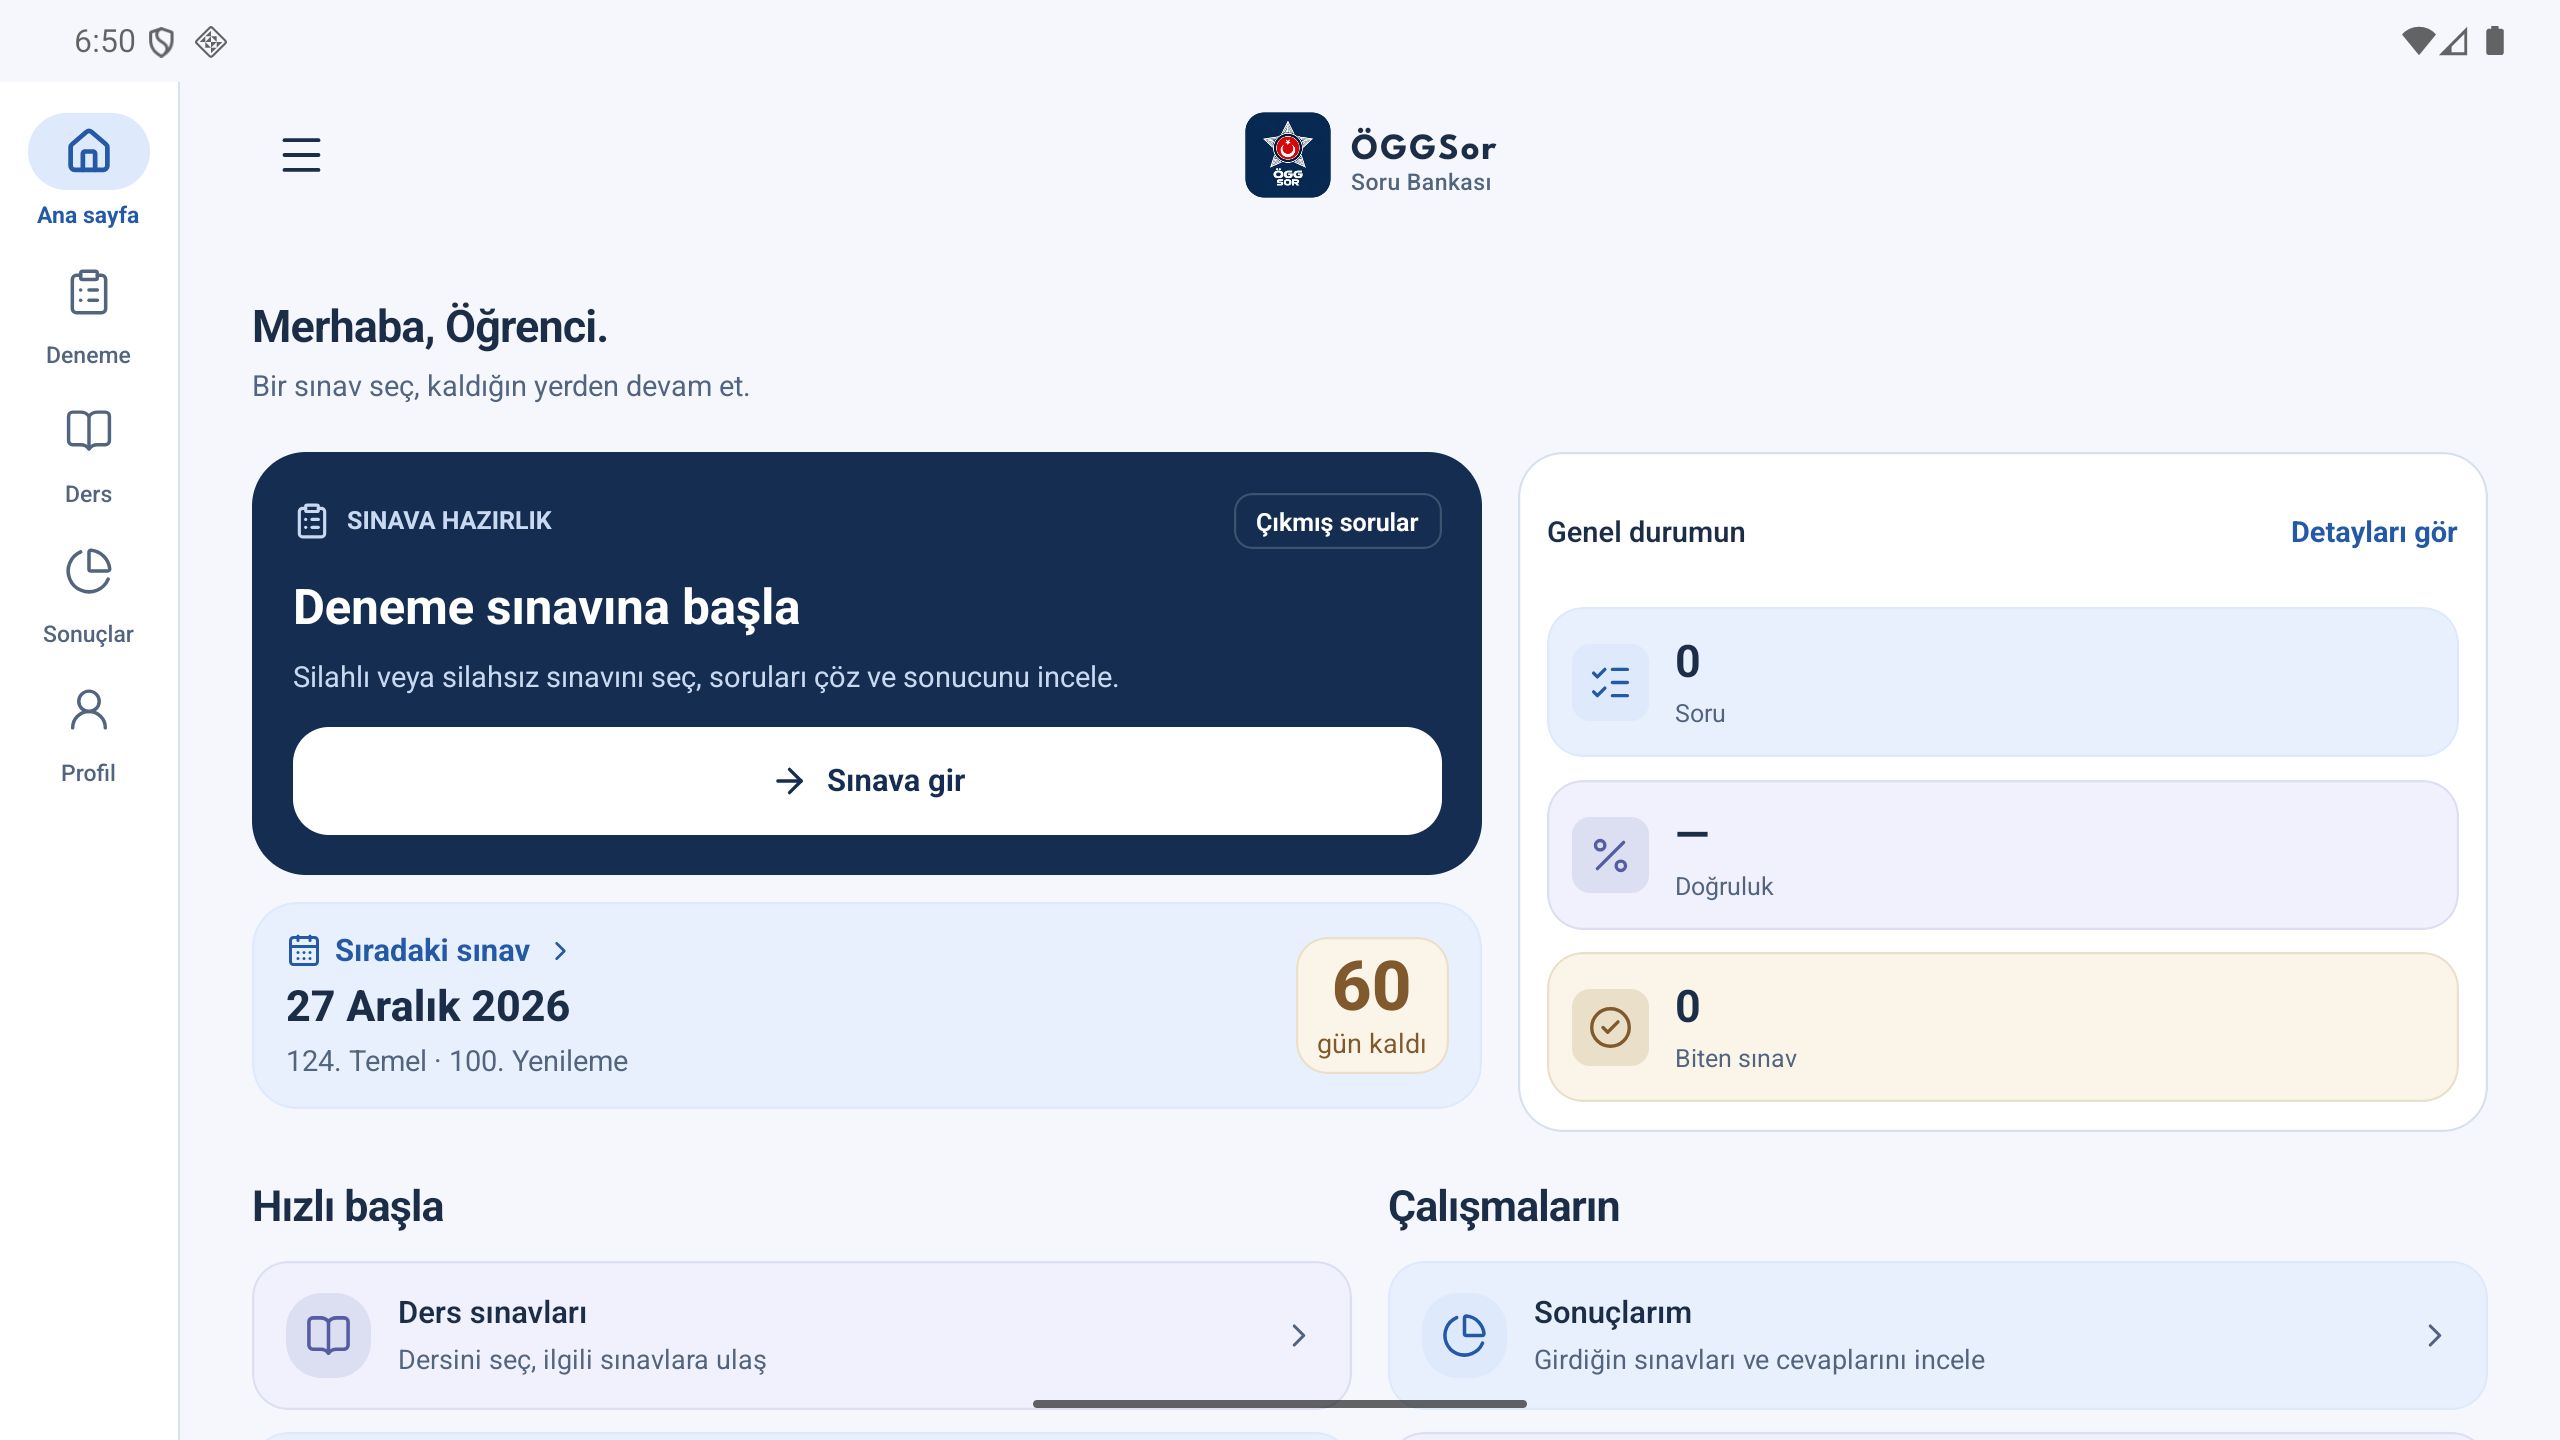 6:50
ÖGG
SOR
ÖGGSor
Soru Bankası
Ana sayfa
Deneme
Ders
Sonuçlar
Profil
Merhaba, Öğrenci.
Bir sınav seç, kaldığın yerden devam et.
SINAVA HAZIRLIK
Çıkmış sorular
Deneme sınavına başla
Silahlı veya silahsız sınavını seç, soruları çöz ve sonucunu incele.
Sınava gir
Sıradaki sınav
27 Aralık 2026
124. Temel · 100. Yenileme
60
gün kaldı
Genel durumun
Detayları gör
0
Soru
—
Doğruluk
0
Biten sınav
Hızlı başla
Ders sınavları
Dersini seç, ilgili sınavlara ulaş
Çalışmaların
Sonuçlarım
Girdiğin sınavları ve cevaplarını incele